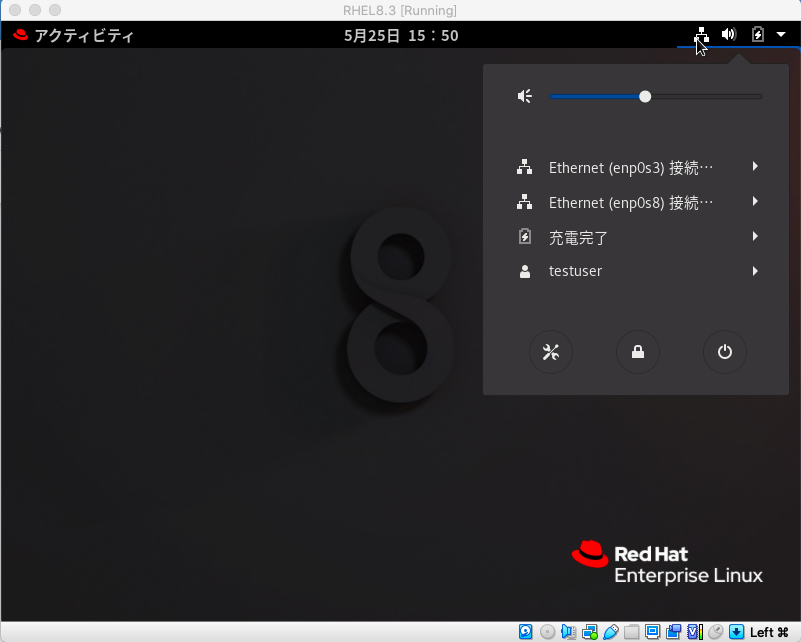 RHEL8.3 [Running]
アクティビティ
5月25日 15：50
Ethernet (enp0s3) 接続…
Ethernet (enp0s8) 接続…
充電完了
testuser
8
Red Hat
Enterprise Linux
Left ⌘